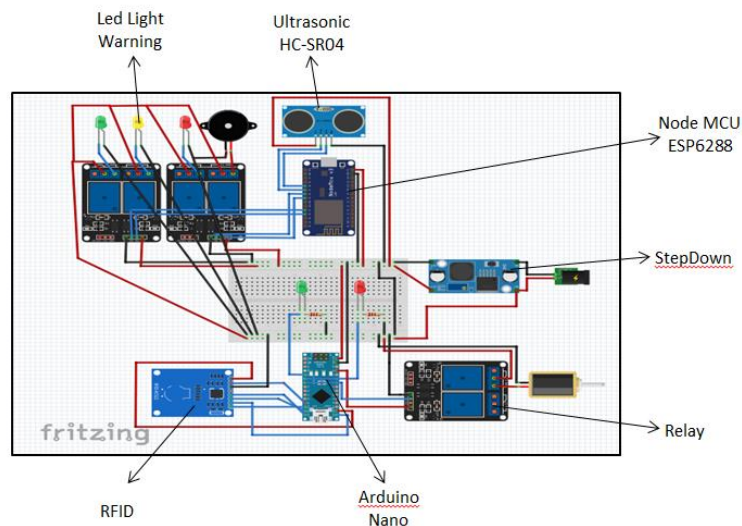 Led Light
Warning
Ultrasonic
HC-SR04
Node MCU
ESP6288
StepDown
Relay
fritzing
RFID
Arduino
Nano